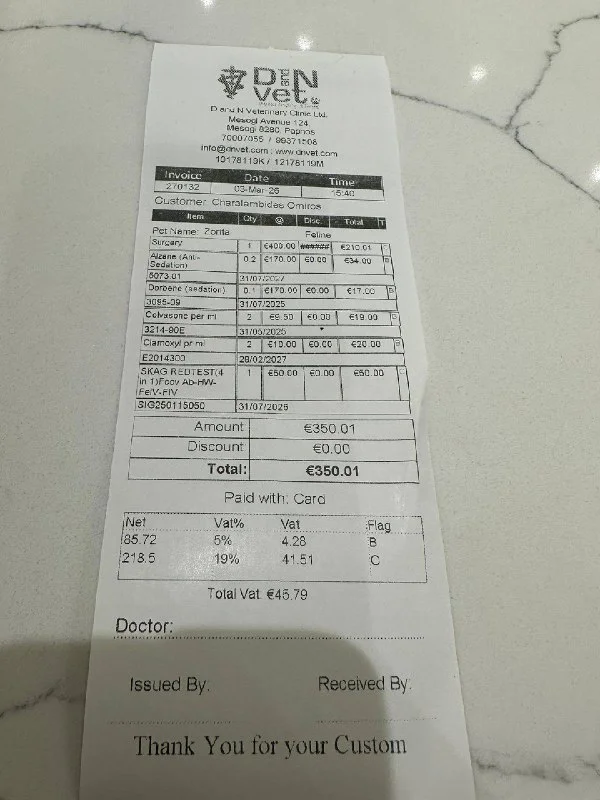 D and N
vet
D and N Veterinary Clinic Ltd.
Mesogi Avenue 124,
Mesogi 8280, Paphos
70007055 / 99371508
info@dnvet.com : www.dnvet.com
10178119K / 12178119M
Invoice Date Time
270132 03-Mar-25 15:40
Customer: Charalambides Omiros
Item Qty @ Disc. Total
Pet Name: Zorita Feline
Surgery 1 €400.00 ###### €210.01 C
Alzane (Anti- 0.2 €170.00 €0.00 €34.00 B
Sedation)
5073-01 31/07/2027
Dorbene (sedation) 0.1 €170.00 €0.00 €17.00 B
3095-09 31/07/2025
Colvasone per ml 2 €9.50 €0.00 €19.00 B
3214-90E 31/05/2025
Clamoxyl pr ml 2 €10.00 €0.00 €20.00 B
E2014300 28/02/2027
SKAG REDTEST(4 1 €50.00 €0.00 €50.00 C
in 1)Fcov Ab-HW-
FeIV-FIV
SIG250115050 31/07/2026
Amount €350.01
Discount €0.00
Total: €350.01
Paid with: Card
Net Vat% Vat Flag
85.72 5% 4.28 B
218.5 19% 41.51 C
Total Vat €45.79
Doctor:
Issued By: Received By:
Thank You for your Custom